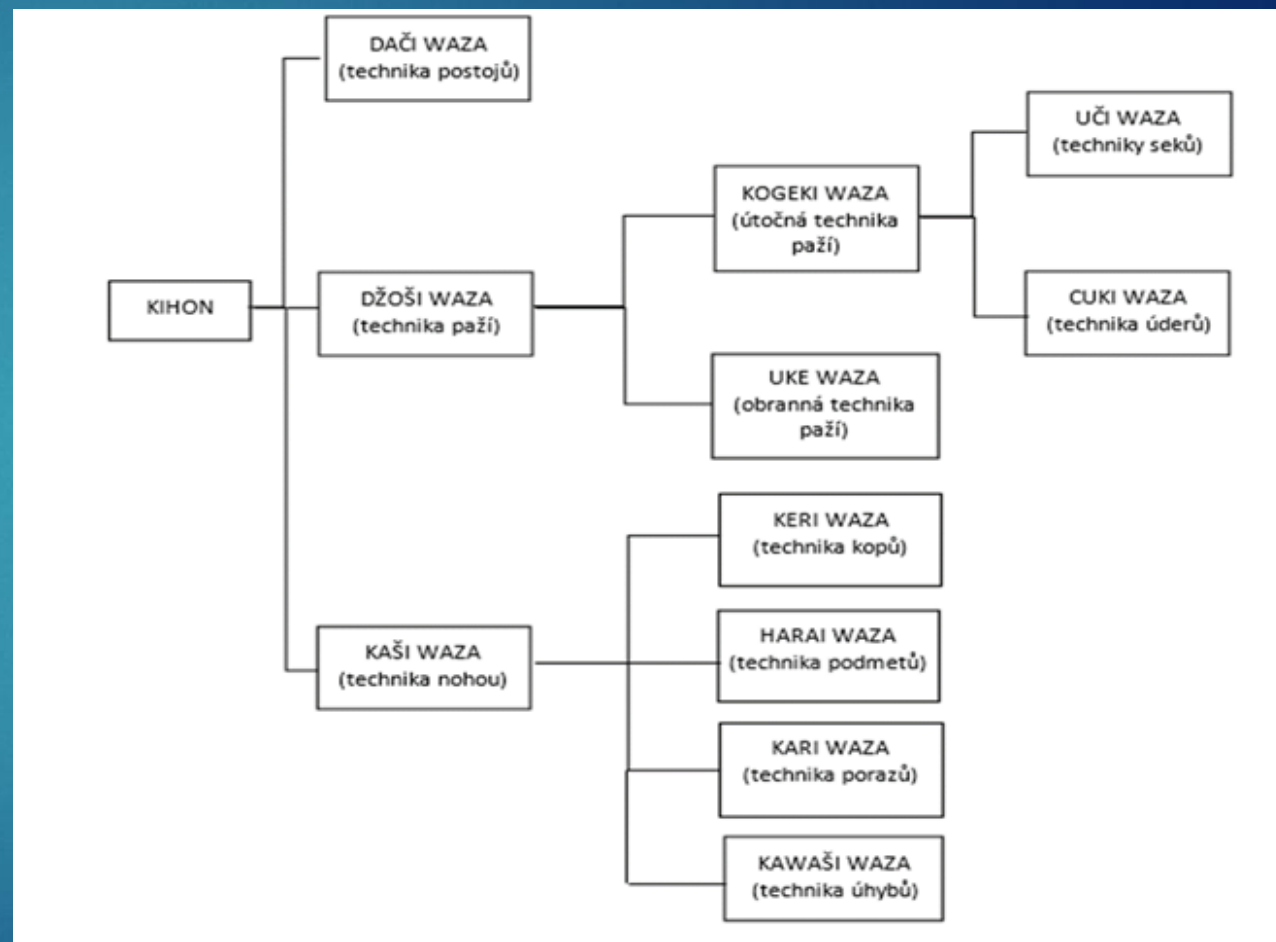 DAČI WAZA
(technika postojů)
UČI WAZA
(techniky seků)
KOGEKI WAZA
(útočná technika
paží)
KIHON
DŽOŠI WAZA
(technika paží)
CUKI WAZA
(technika úderů)
UKE WAZA
(obranná technika
paží)
KERI WAZA
(technika kopů)
HARAI WAZA
(technika podmetů)
KAŠI WAZA
(technika nohou)
KARI WAZA
(technika porazů)
KAWAŠI WAZA
(technika úhybů)